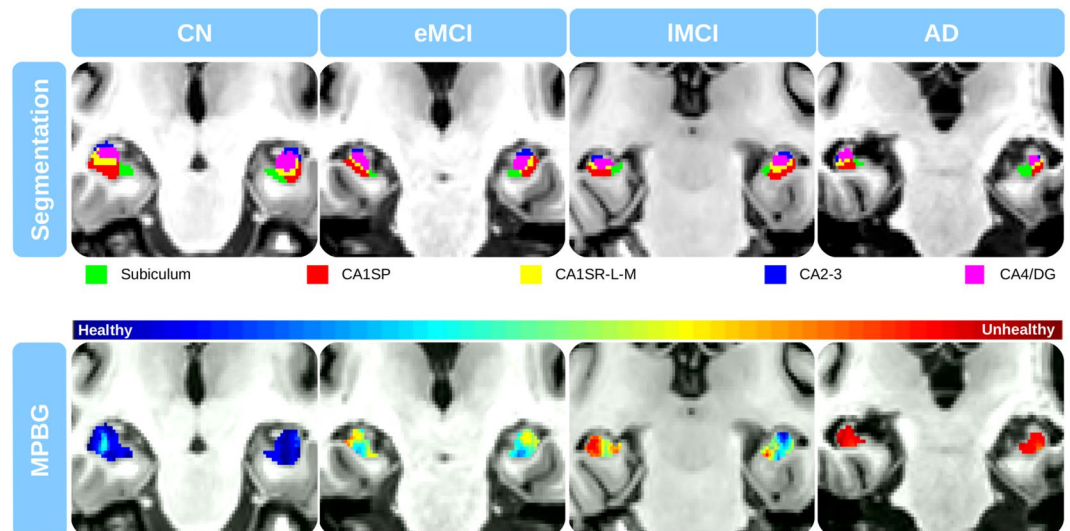 CN eMCI lMCI AD
Segmentation
Subiculum CA1SP CA1SR-L-M CA2-3 CA4/DG
Healthy Unhealthy
MPBG